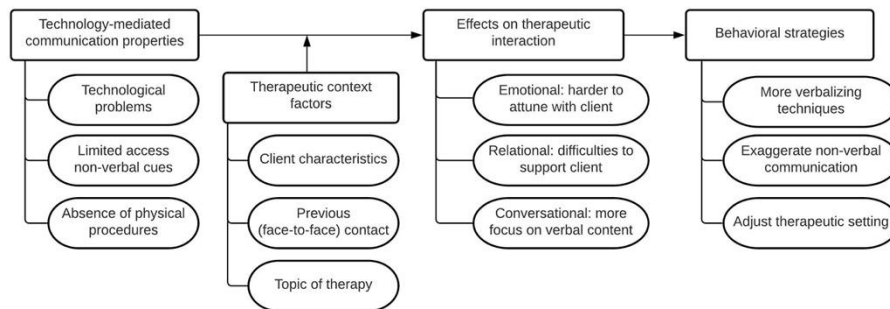 Technology-mediated
communication properties
Technological
problems
Limited access
non-verbal cues
Absence of physical
procedures
Therapeutic context
factors
Client characteristics
Previous
(face-to-face) contact
Topic of therapy
Effects on therapeutic
interaction
Emotional: harder to
attune with client
Relational: difficulties to
support client
Conversational: more
focus on verbal content
Behavioral strategies
More verbalizing
techniques
Exaggerate non-verbal
communication
Adjust therapeutic setting